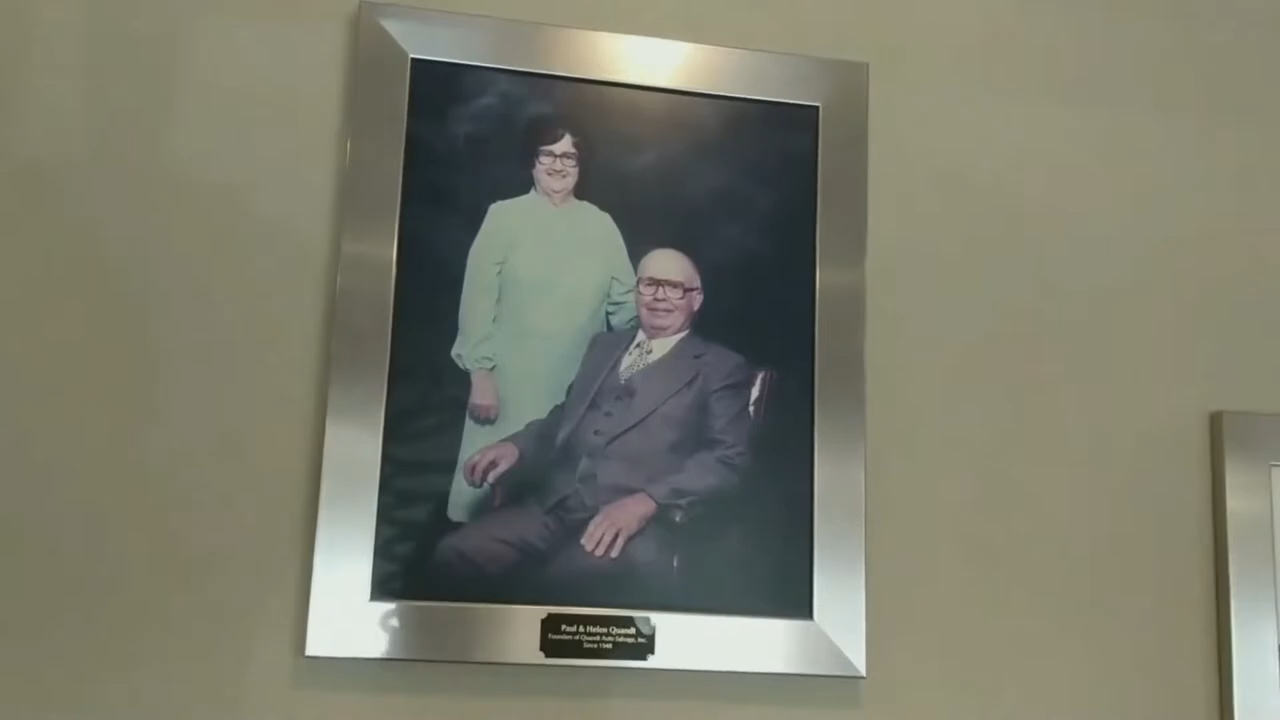 Paul & Helen Quandt
Founders of Quandt Auto Salvage, Inc.
Since 1948